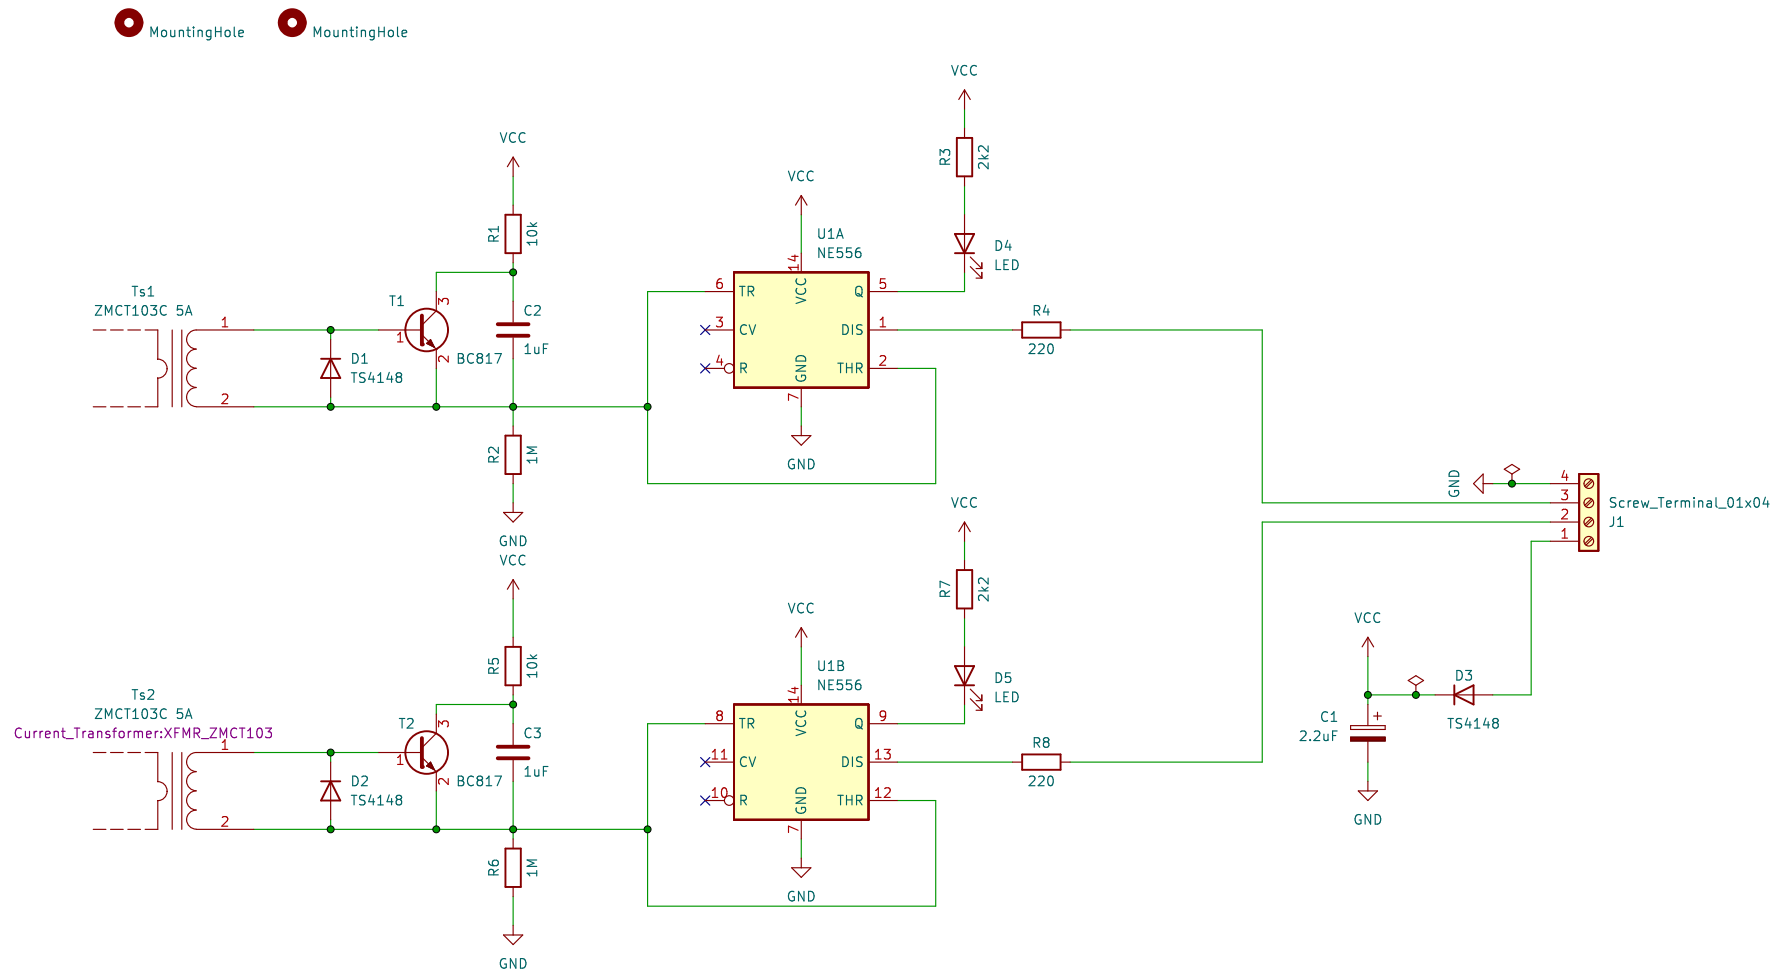 MountingHole MountingHole
VCC
VCC
R3
2k2
VCC
R1
10k
U1A
NE556
D4
LED
Ts1
ZMCT103C 5A
1
2
D1
TS4148
T1
1
3
2
BC817
C2
1uF
R2
1M
GND
14
6 TR VCC Q 5
3 CV DIS 1
4 R GND THR 2
7
GND
R4
220
VCC
R7
2k2
GND
4
3
2
1
Screw_Terminal_01x04
J1
VCC
R5
10k
VCC
U1B
NE556
D5
LED
Ts2
ZMCT103C 5A
Current_Transformer:XFMR_ZMCT103
1
2
D2
TS4148
T2
1
3
2
BC817
C3
1uF
R6
1M
GND
14
8 TR VCC Q 9
11 CV DIS 13
10 R GND THR 12
7
GND
R8
220
VCC
D3
TS4148
C1
2.2uF
+
GND